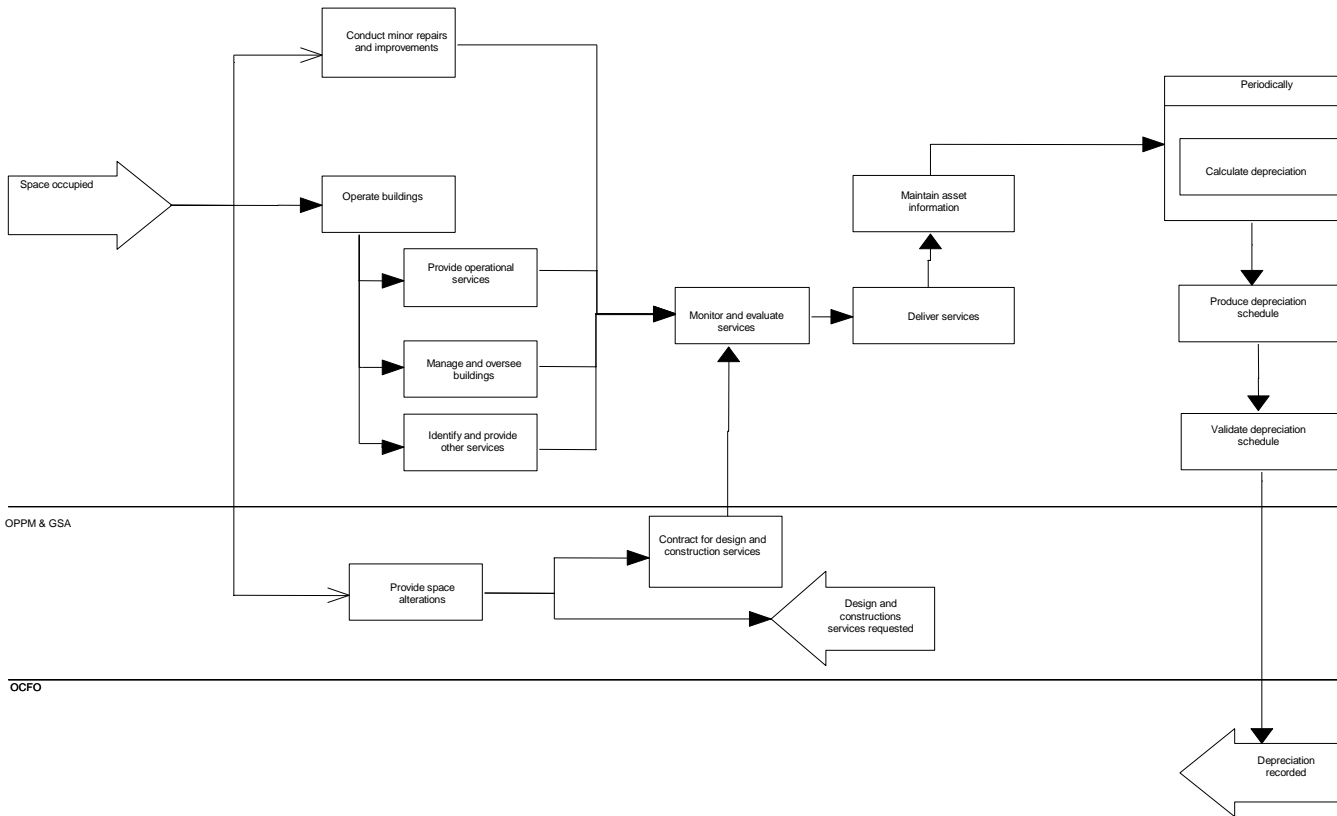 Conduct minor repairs
and improvements
Periodically
Space occupied
Operate buildings
Maintain asset
information
Calculate depreciation
Provide operational
services
Monitor and evaluate
services
Deliver services
Produce depreciation
schedule
Manage and oversee
buildings
Identify and provide
other services
Validate depreciation
schedule
OPPM & GSA
Contract for design and
construction services
Provide space
alterations
Design and
constructions
services requested
OCFO
Depreciation
recorded